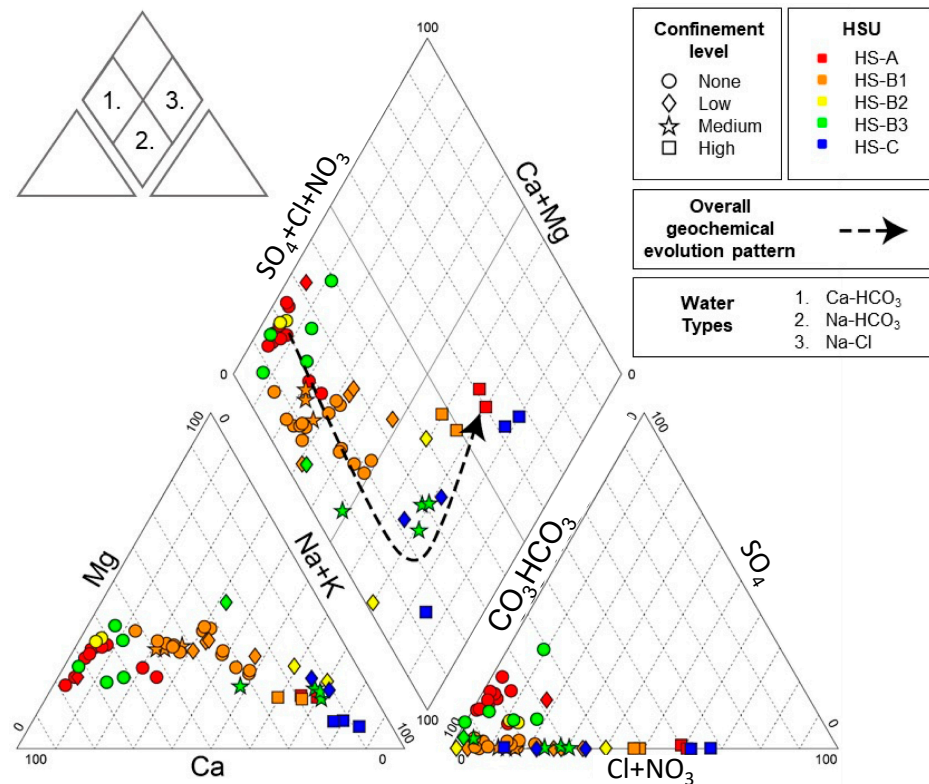 1.
3.
2.
Confinement
level
None
Low
Medium
High
HSU
HS-A
HS-B1
HS-B2
HS-B3
HS-C
Overall
geochemical
evolution pattern
Water
Types
1. Ca-HCO₃
2. Na-HCO₃
3. Na-Cl
100
SO₄+Cl+NO₃
Ca+Mg
0
0
100
0
100
0
Mg
Na+K
CO₃HCO₃
SO₄
0
100
100
100
0
0
100
Ca
Cl+NO₃
100